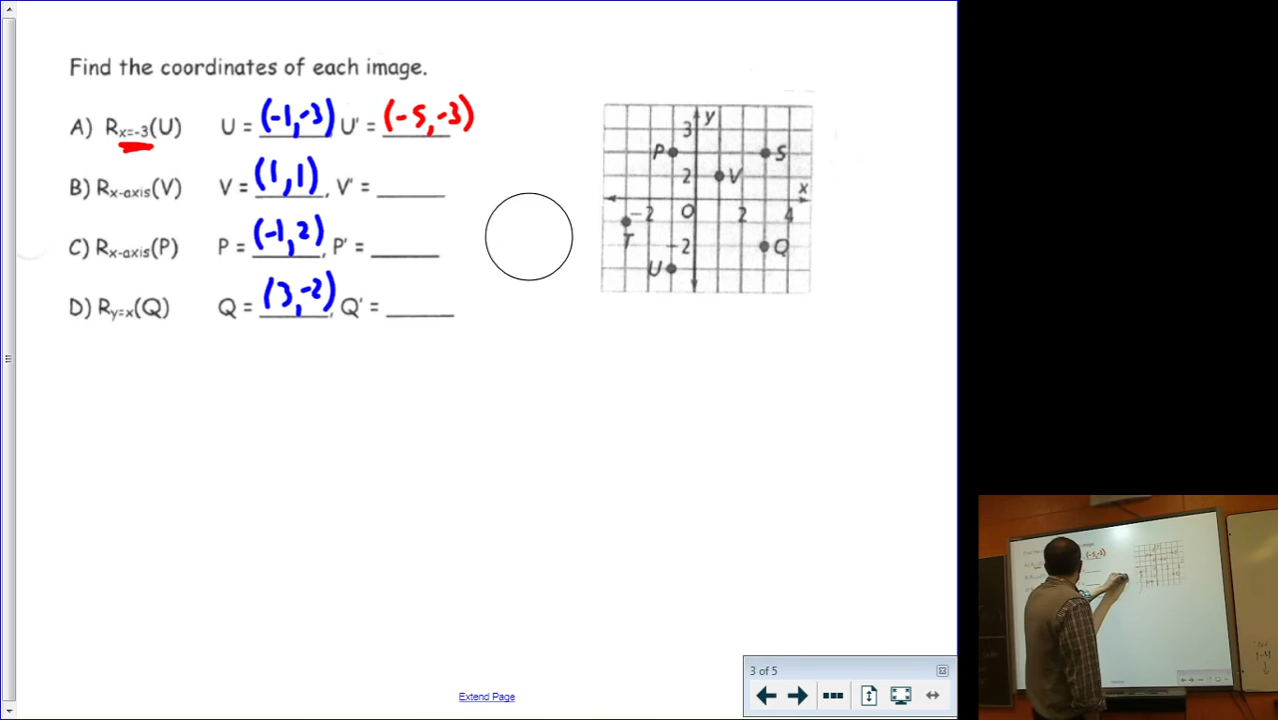 Find the coordinates of each image.
A) Rx=-3(U) U = (-1,-3) U' = (-5,-3)
B) Rx-axis(V) V = (1,1), V' = ______
C) Rx-axis(P) P = (-1,2), P' = ______
D) Ry=x(Q) Q = (3,-2), Q' = ______
y
3
P
S
2
V
x
-2
O
2
4
T
-2
Q
U
3 of 5
Extend Page